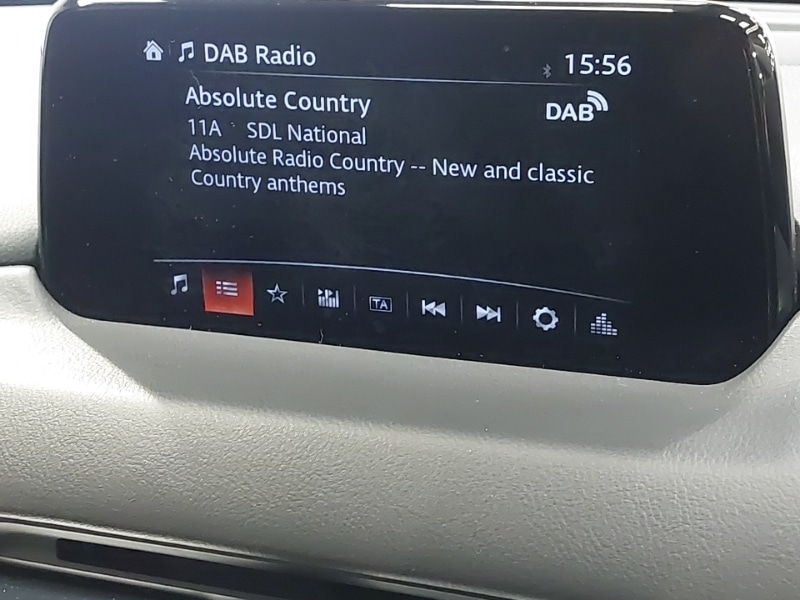 DAB Radio
15:56
Absolute Country
DAB
11A SDL National
Absolute Radio Country -- New and classic
Country anthems
TA